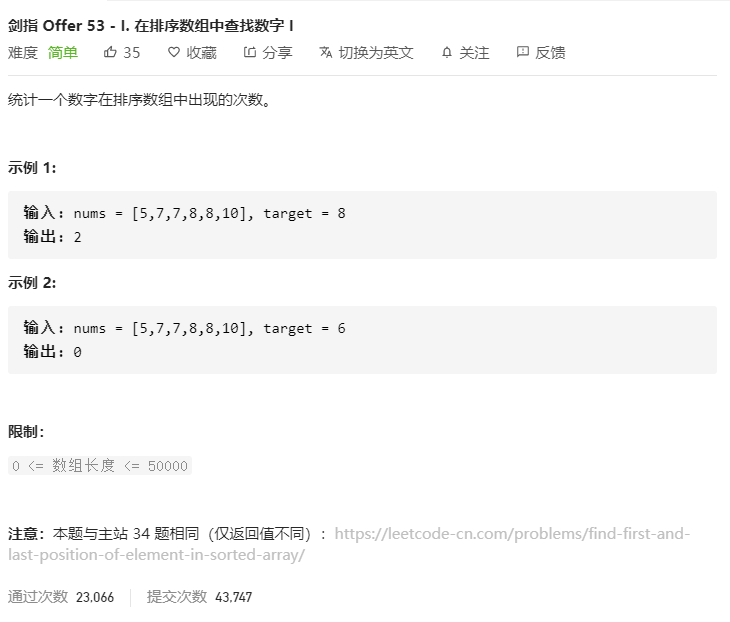 剑指 Offer 53 - I. 在排序数组中查找数字 I
难度 简单 35 收藏 分享 切换为英文 关注 反馈
统计一个数字在排序数组中出现的次数。
示例 1:
输入: nums = [5,7,7,8,8,10], target = 8
输出: 2
示例 2:
输入: nums = [5,7,7,8,8,10], target = 6
输出: 0
限制：
0 <= 数组长度 <= 50000
注意：本题与主站 34 题相同（仅返回值不同）：https://leetcode-cn.com/problems/find-first-and-
last-position-of-element-in-sorted-array/
通过次数 23,066 提交次数 43,747